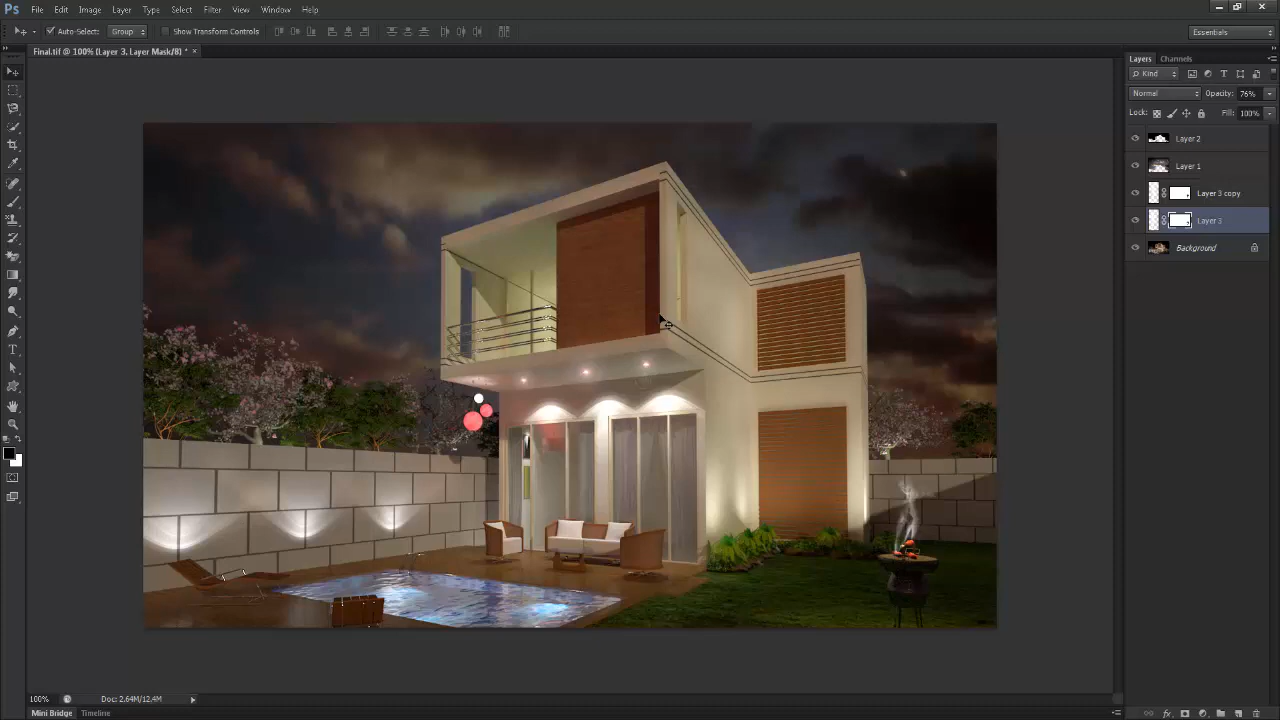 Ps File Edit Image Layer Type Select Filter View Window Help
Auto-Select: Group Show Transform Controls Essentials
Final.tif @ 100% (Layer 3, Layer Mask/8) * ×
Layers Channels
Kind
Normal Opacity: 76%
Lock: Fill: 100%
Layer 2
Layer 1
Layer 3 copy
Layer 3
Background
100% Doc: 2.64M/12.4M
Mini Bridge Timeline